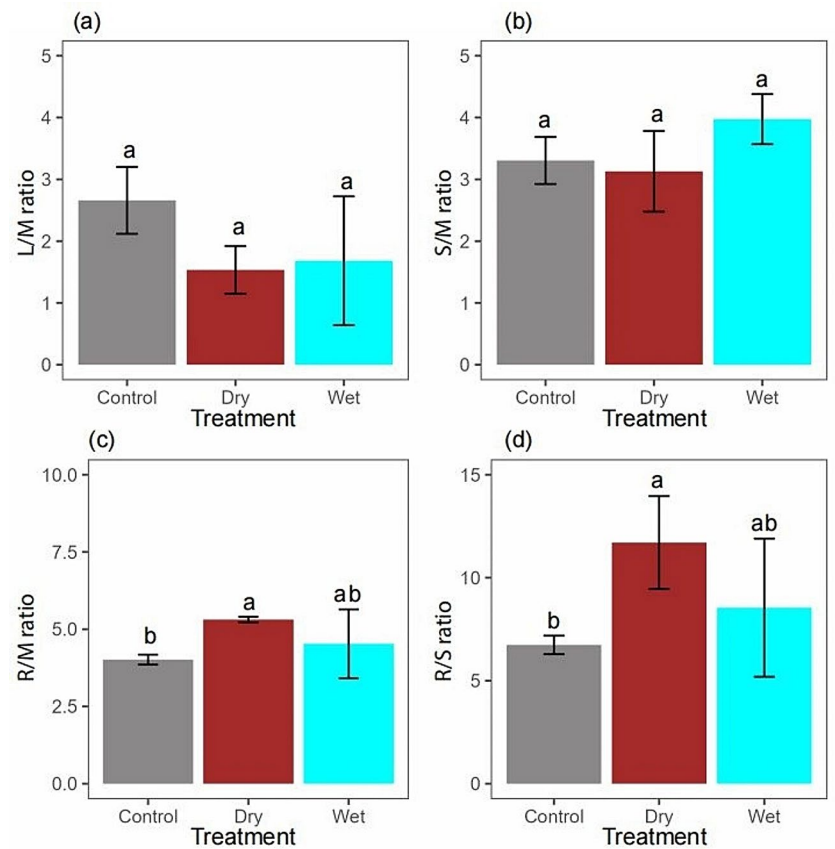 (a)
5
4
3
2
1
0
L/M ratio
a
a
a
Control Dry Wet
Treatment
(b)
5
4
3
2
1
0
S/M ratio
a
a
a
Control Dry Wet
Treatment
(c)
10.0
7.5
5.0
2.5
0.0
R/M ratio
b
a
ab
Control Dry Wet
Treatment
(d)
15
10
5
0
R/S ratio
b
a
ab
Control Dry Wet
Treatment